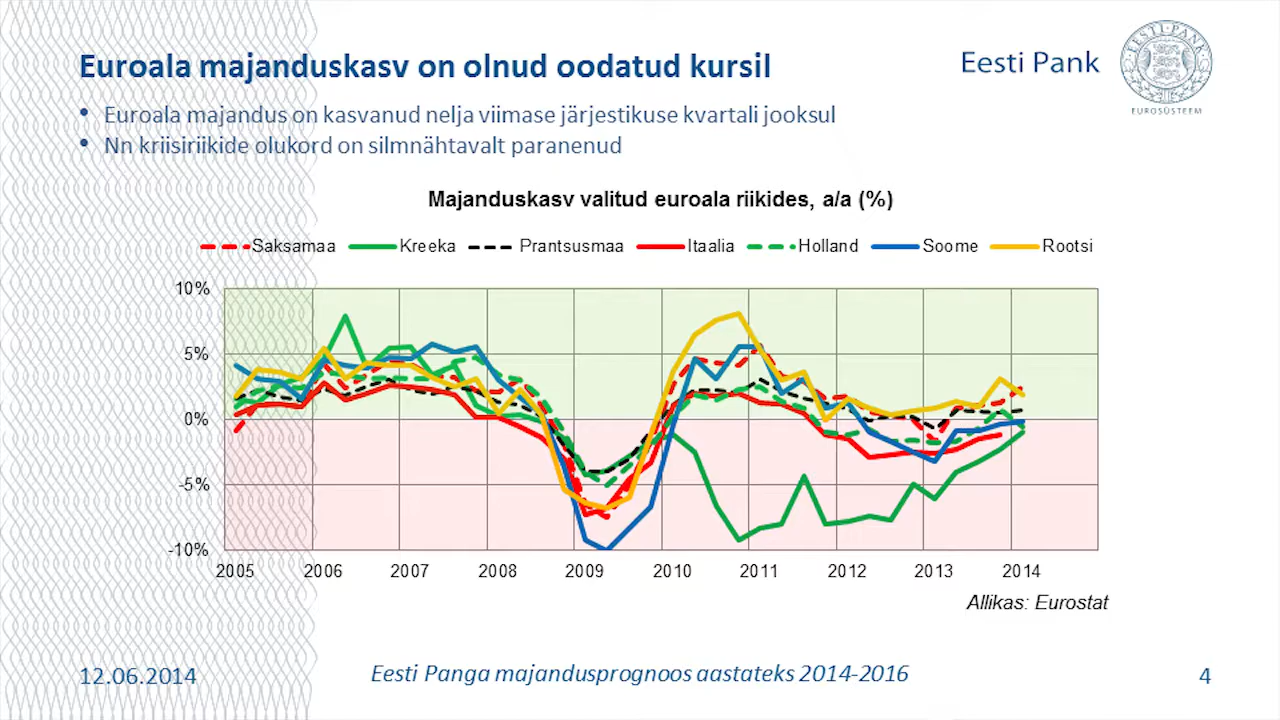 Euroala majanduskasv on olnud oodatud kursil
Eesti Pank
EESTI PANK
EUROSÜSTEEM
• Euroala majandus on kasvanud nelja viimase järjestikuse kvartali jooksul
• Nn kriisiriikide olukord on silmnähtavalt paranenud
Majanduskasv valitud euroala riikides, a/a (%)
Saksamaa Kreeka Prantsusmaa Itaalia Holland Soome Rootsi
10%
5%
0%
-5%
-10%
2005 2006 2007 2008 2009 2010 2011 2012 2013 2014
Allikas: Eurostat
12.06.2014
Eesti Panga majandusprognoos aastateks 2014-2016
4